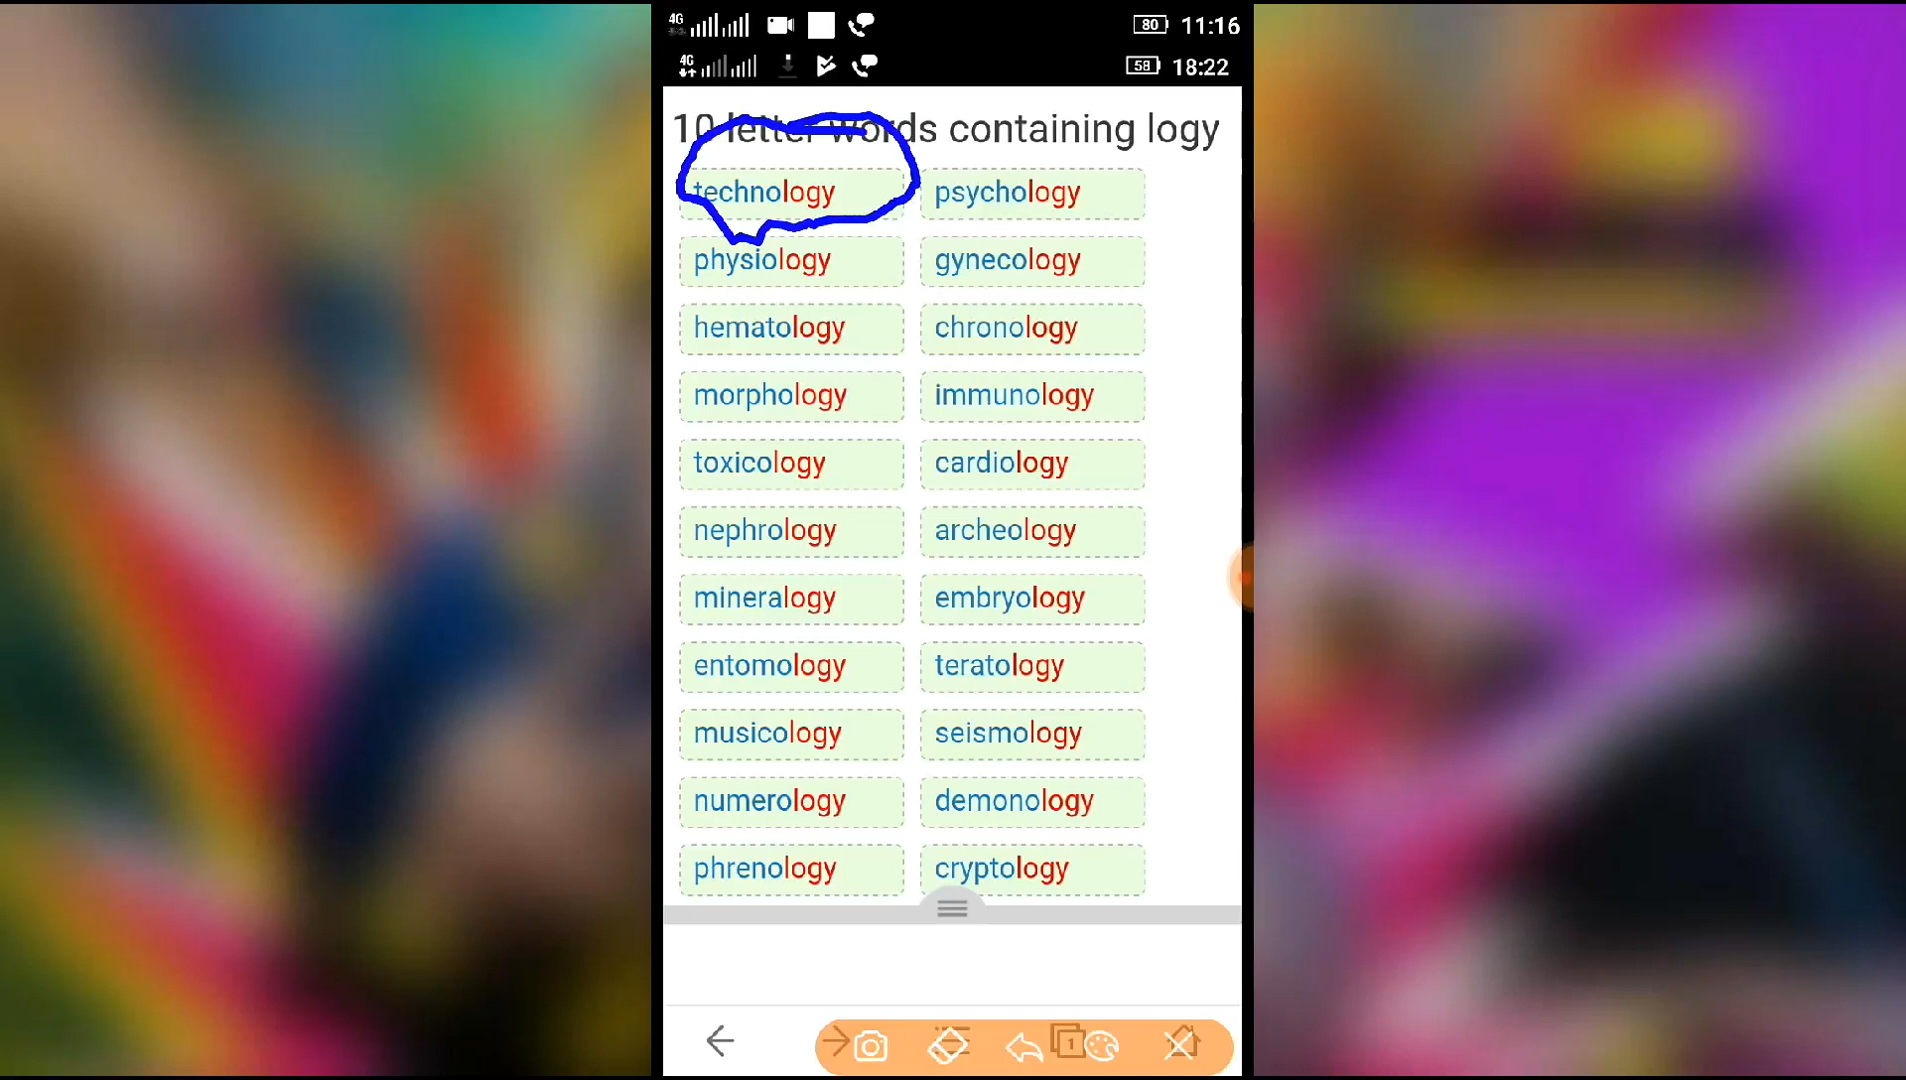 4G 80 11:16
4G 58 18:22
10 letter words containing logy
technology psychology
physiology gynecology
hematology chronology
morphology immunology
toxicology cardiology
nephrology archeology
mineralogy embryology
entomology teratology
musicology seismology
numerology demonology
phrenology cryptology
1